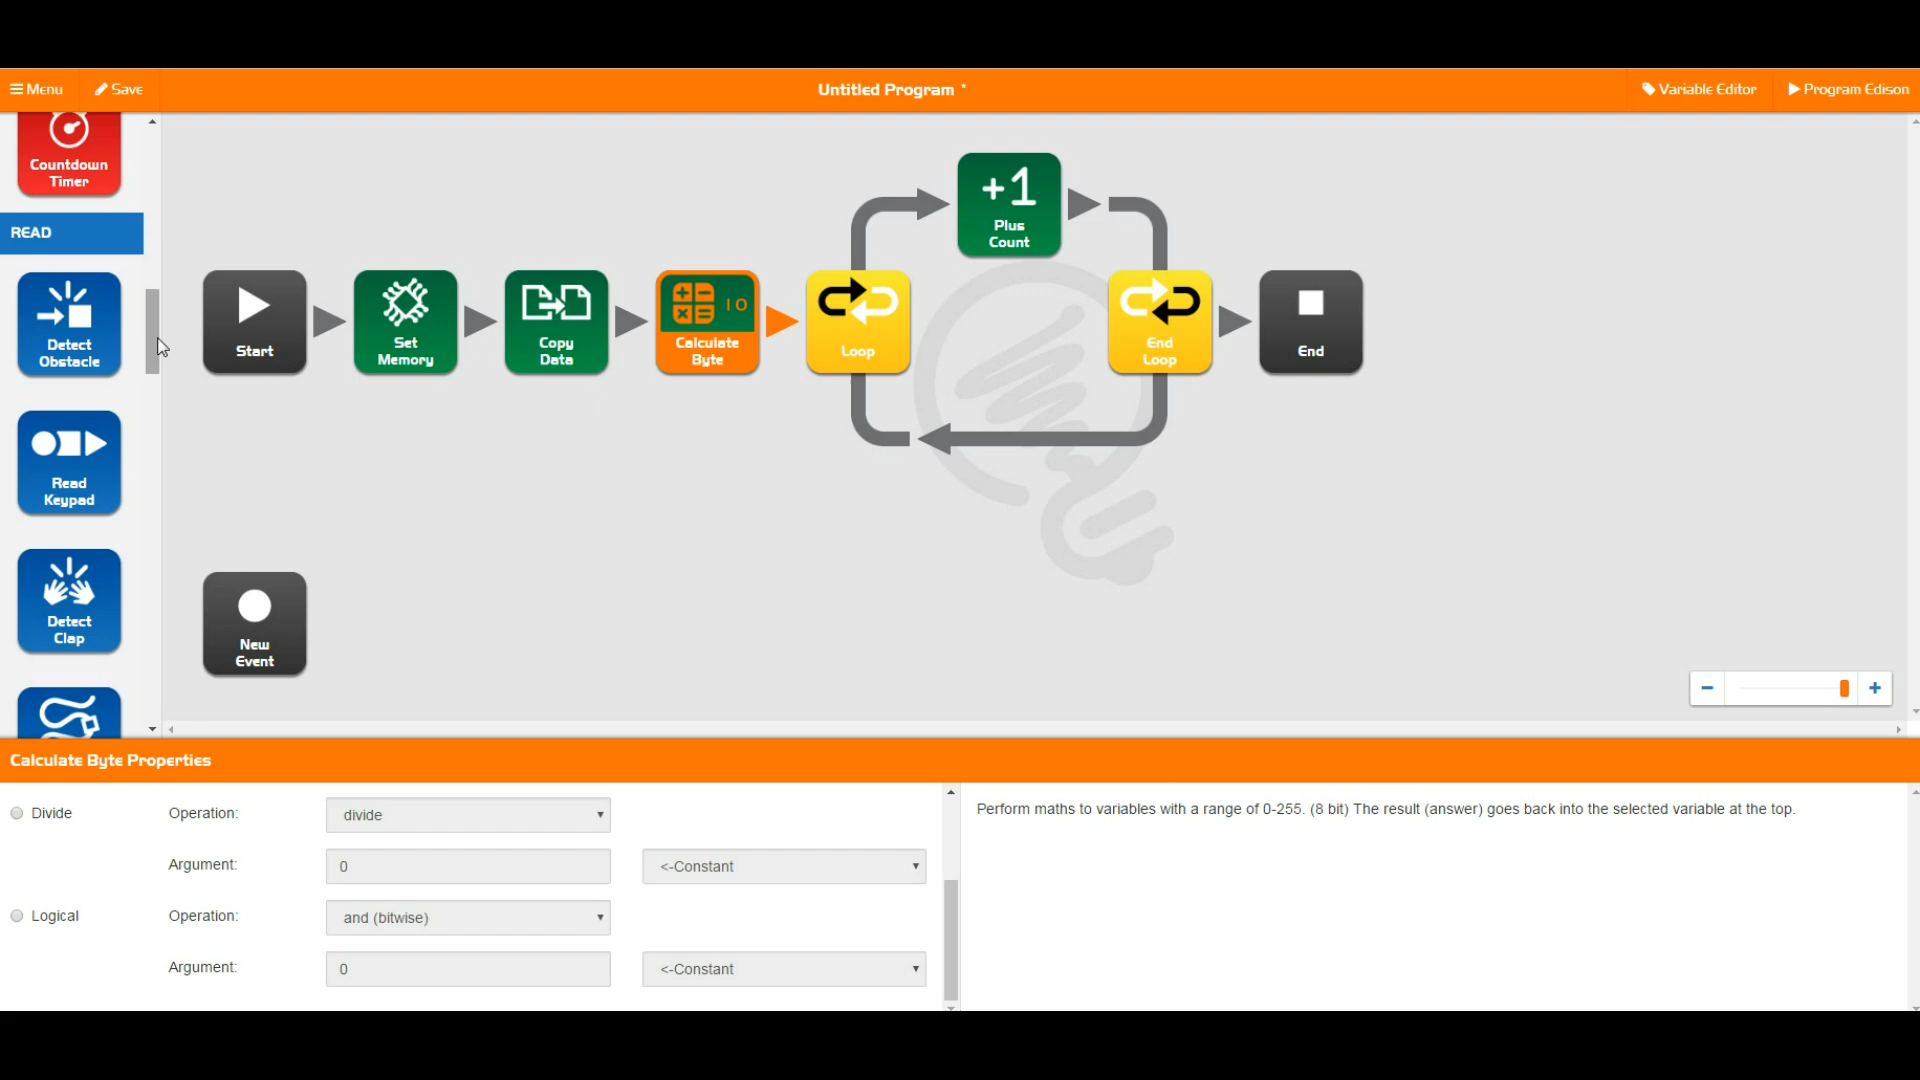 Menu
Save
Untitled Program *
Variable Editor
Program Edison
Countdown
Timer
READ
Detect
Obstacle
Read
Keypad
Detect
Clap
Start
Set
Memory
Copy
Data
I O
Calculate
Byte
Loop
+1
Plus
Count
End
Loop
End
New
Event
Calculate Byte Properties
Divide Operation: divide
Argument: 0 <-Constant
Logical Operation: and (bitwise)
Argument: 0 <-Constant
Perform maths to variables with a range of 0-255. (8 bit) The result (answer) goes back into the selected variable at the top.